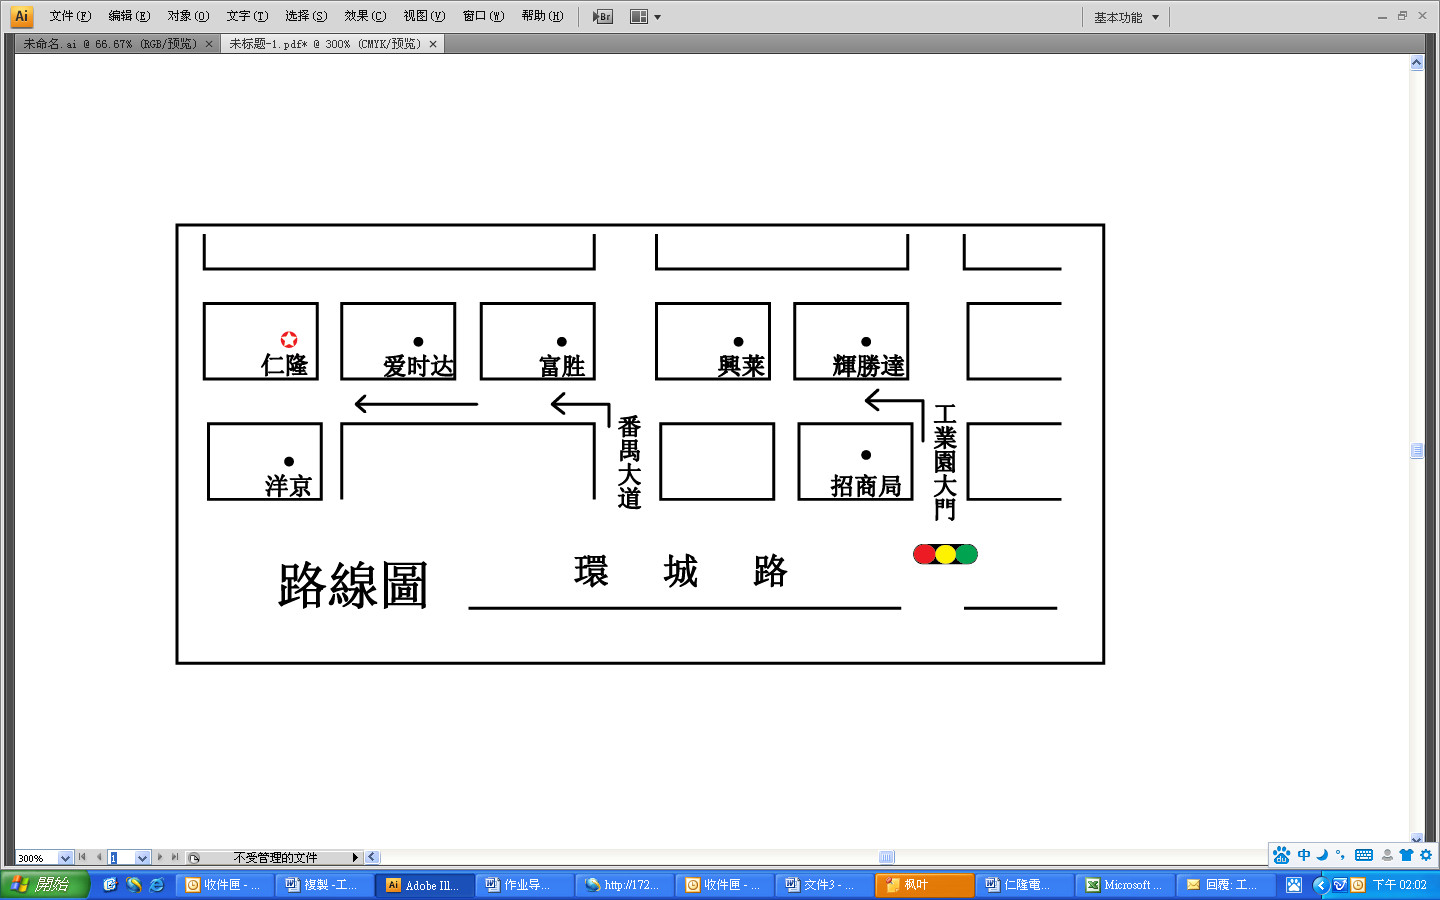 Ai 文件(F) 编辑(E) 对象(O) 文字(T) 选择(S) 效果(C) 视图(V) 窗口(W) 帮助(H) Br 基本功能
未命名.ai @ 66.67% (RGB/预览) × 未标题-1.pdf* @ 300% (CMYK/预览) ×
仁隆
爱时达
富胜
興莱
輝勝達
番禺大道
工業園大門
洋京
招商局
環城路
路線圖
300% 1 不受管理的文件
du 中
開始 收件匣 - ... 複製 -工... Adobe Ill... 作业导... http://172... 收件匣 - ... 文件3 - ... 枫叶 仁隆電... Microsoft ... 回覆: 工... 下午 02:02